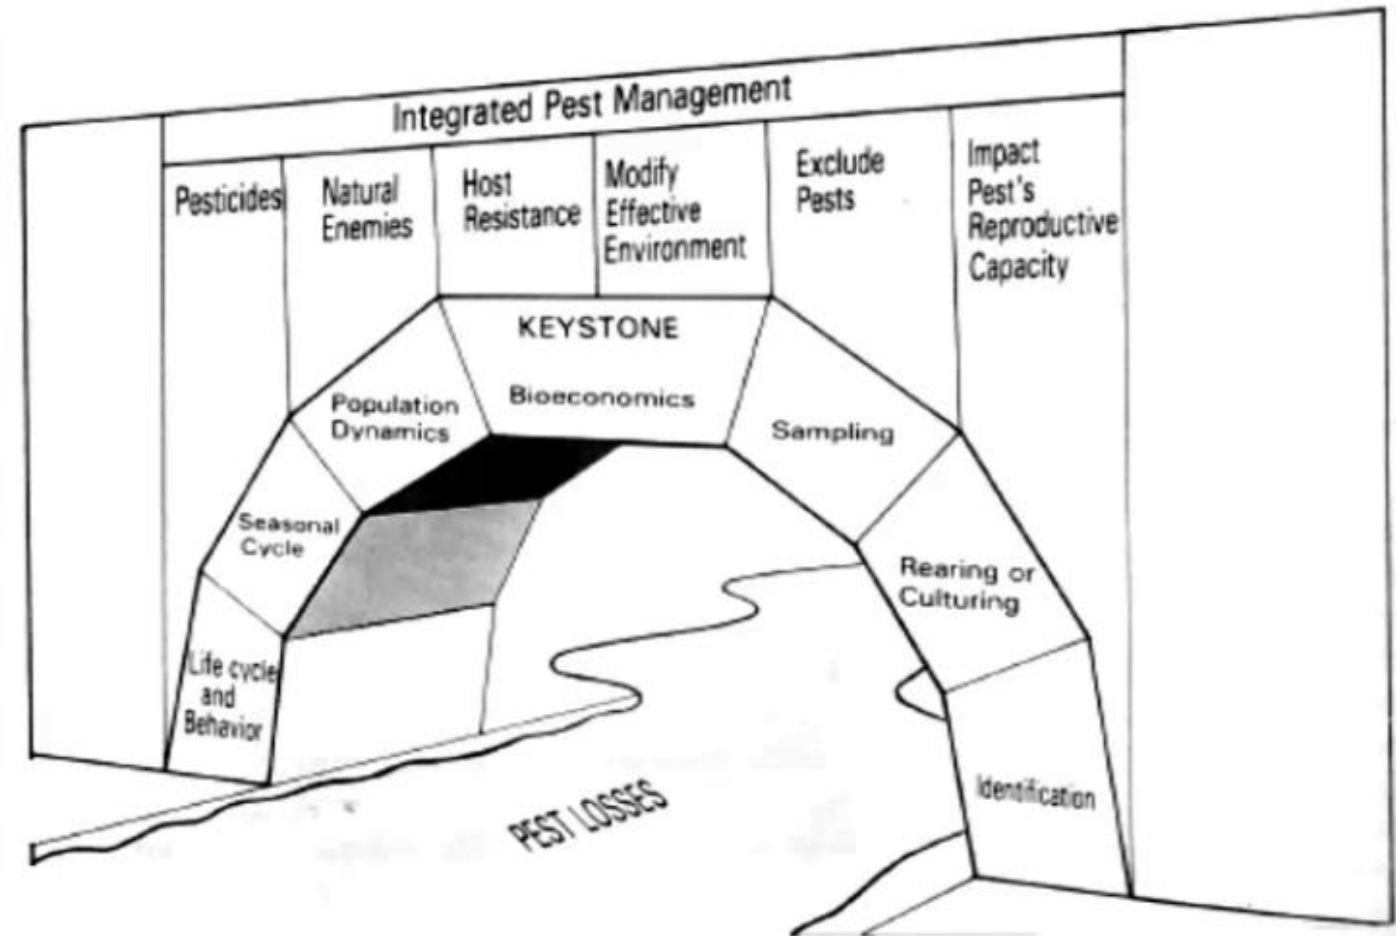 Integrated Pest Management
Pesticides
Natural
Enemies
Host
Resistance
Modify
Effective
Environment
Exclude
Pests
Impact
Pest's
Reproductive
Capacity
KEYSTONE
Bioeconomics
Population
Dynamics
Sampling
Seasonal
Cycle
Rearing or
Culturing
Life cycle
and
Behavior
Identification
PEST LOSSES